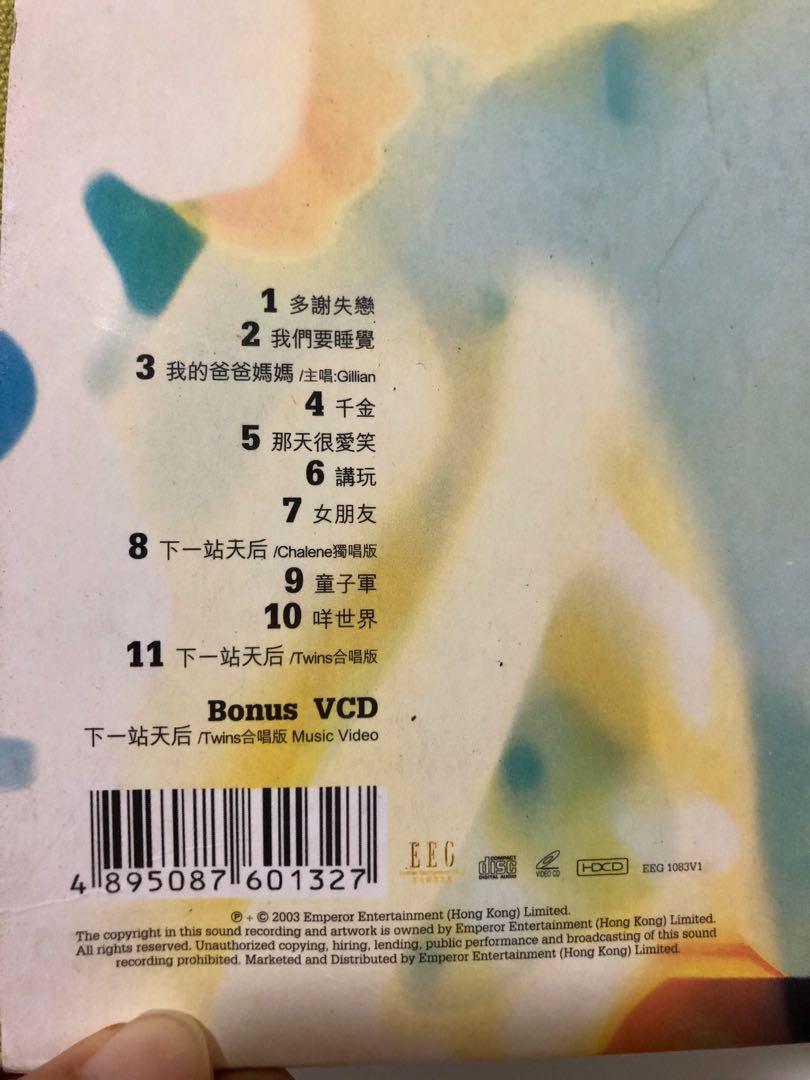 1 多謝失戀
2 我們要睡覺
3 我的爸爸媽媽 /主唱:Gillian
4 千金
5 那天很愛笑
6 講玩
7 女朋友
8 下一站天后 /Chalene獨唱版
9 童子軍
10 咩世界
11 下一站天后 /Twins合唱版
Bonus VCD
下一站天后 /Twins合唱版 Music Video
4 895087 601327
EEG
COMPACT disc DIGITAL AUDIO
VIDEO CD
HDCD
EEG 1083V1
℗ + © 2003 Emperor Entertainment (Hong Kong) Limited.
The copyright in this sound recording and artwork is owned by Emperor Entertainment (Hong Kong) Limited.
All rights reserved. Unauthorized copying, hiring, lending, public performance and broadcasting of this sound
recording prohibited. Marketed and Distributed by Emperor Entertainment (Hong Kong) Limited.